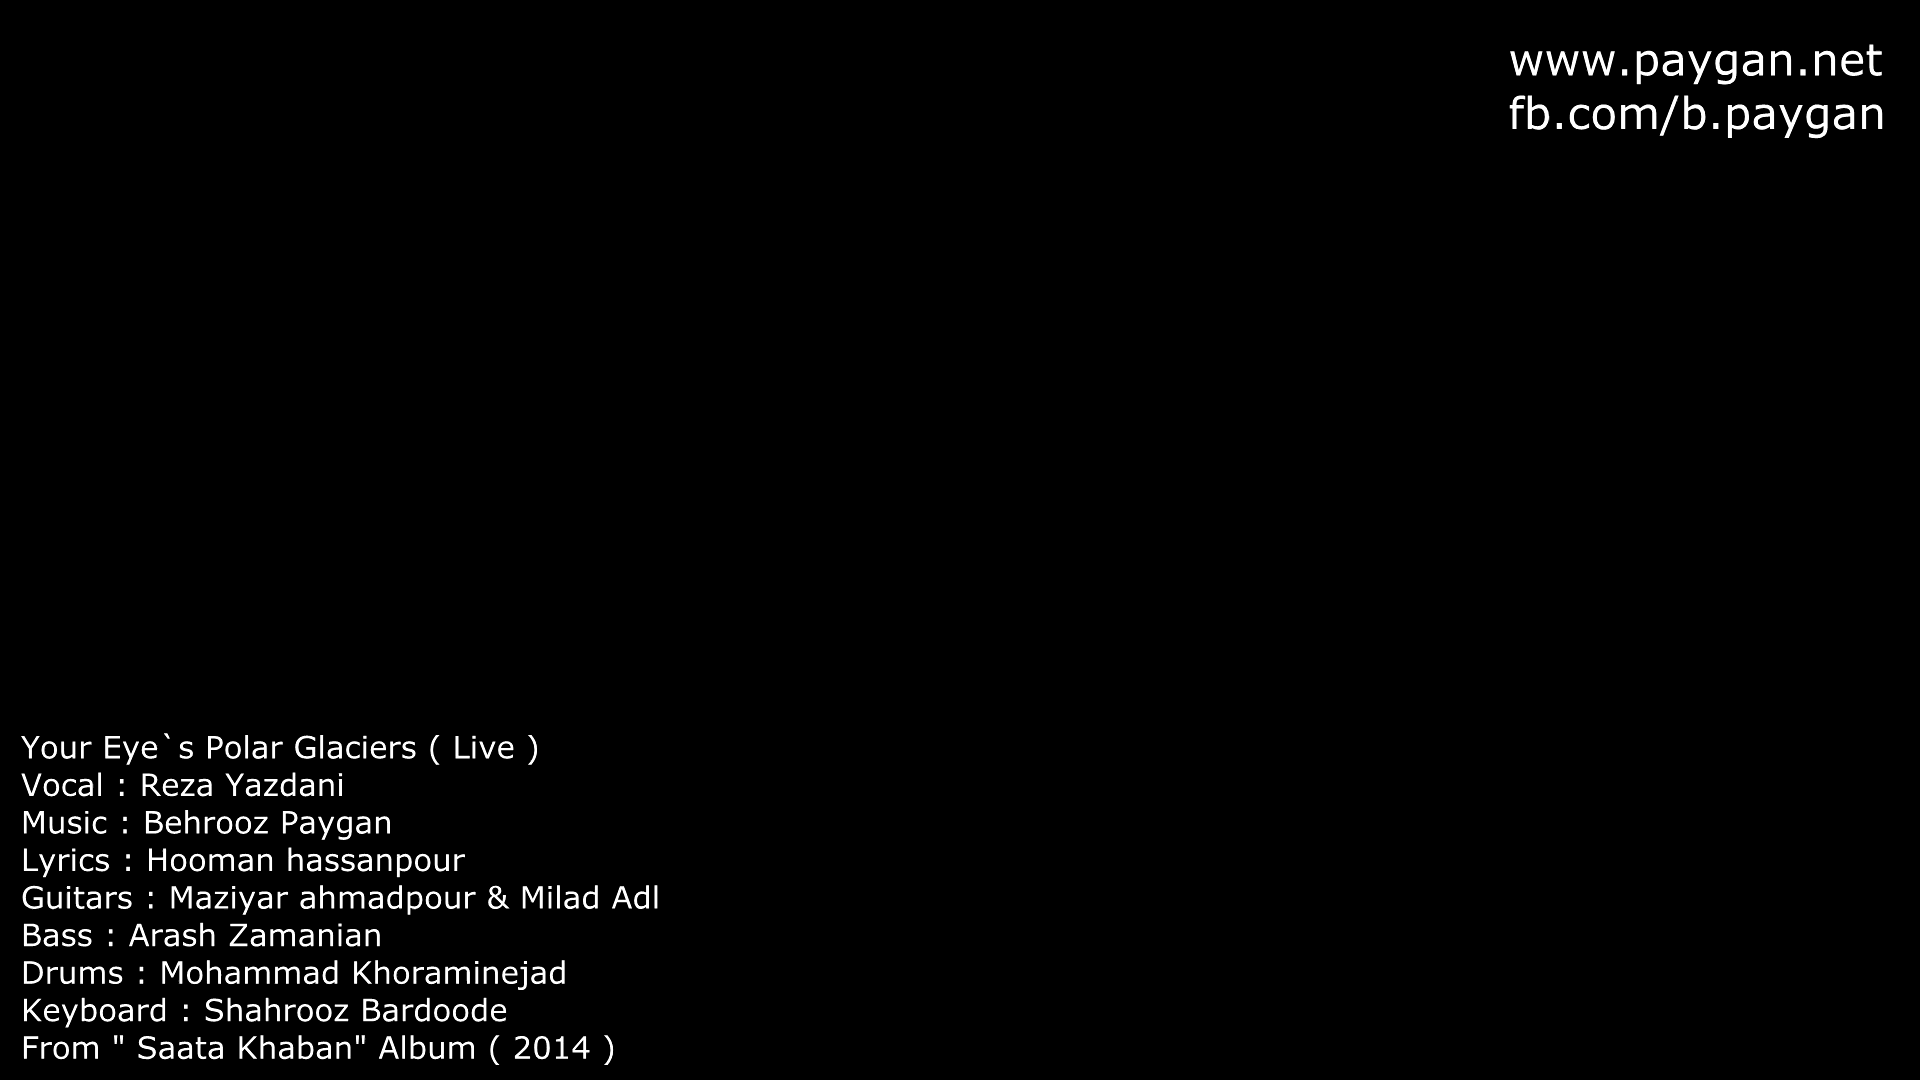 www.paygan.net
fb.com/b.paygan
Your Eye`s Polar Glaciers ( Live )
Vocal : Reza Yazdani
Music : Behrooz Paygan
Lyrics : Hooman hassanpour
Guitars : Maziyar ahmadpour & Milad Adl
Bass : Arash Zamanian
Drums : Mohammad Khoraminejad
Keyboard : Shahrooz Bardoode
From " Saata Khaban" Album ( 2014 )